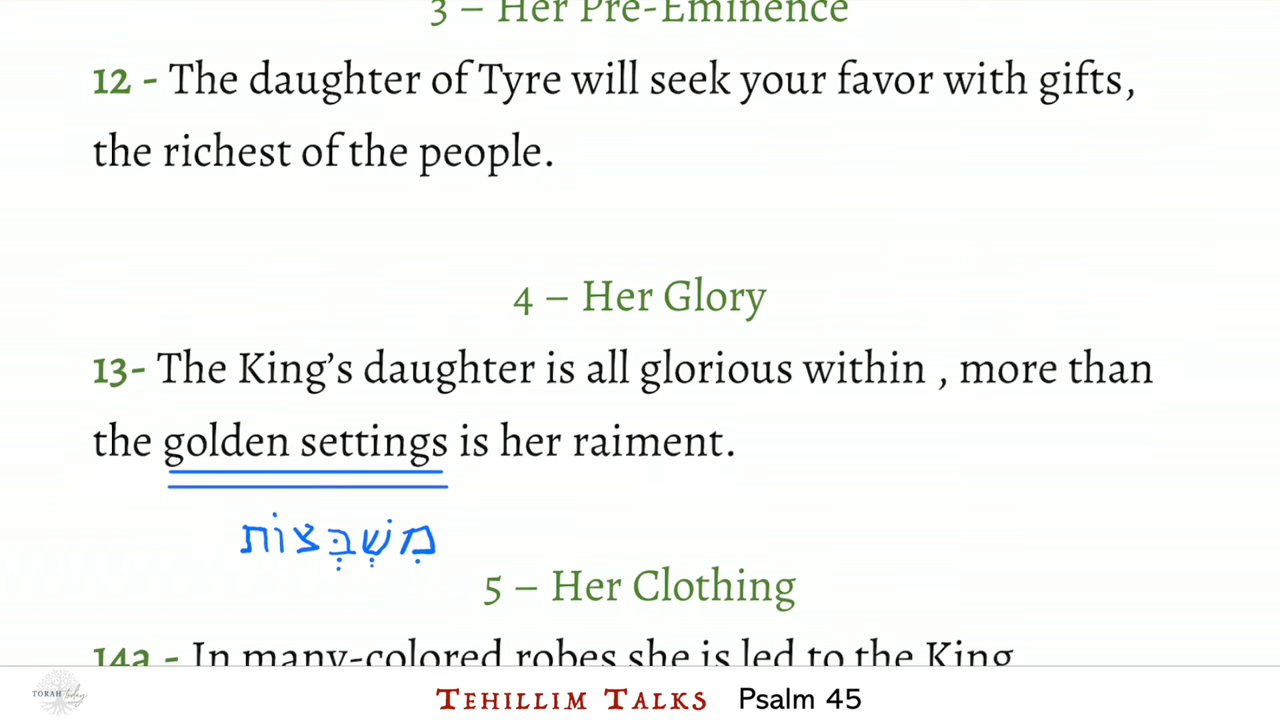 3 – Her Pre-Eminence
12 - The daughter of Tyre will seek your favor with gifts,
the richest of the people.
4 – Her Glory
13- The King’s daughter is all glorious within , more than
the golden settings is her raiment.
מִשְׁבְּצוֹת
5 – Her Clothing
14a - In many-colored robes she is led to the King
TORAH today
TEHILLIM TALKS Psalm 45